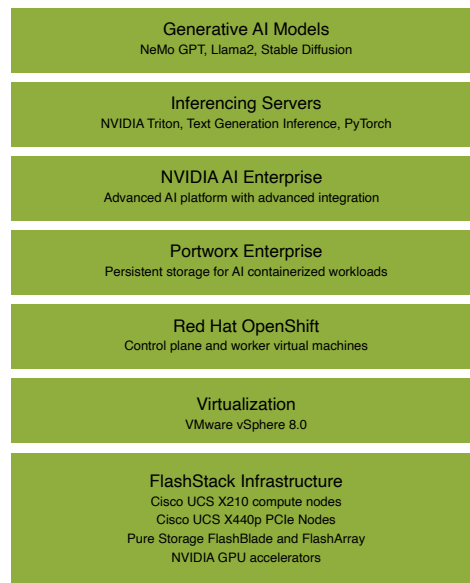 Generative AI Models
NeMo GPT, Llama2, Stable Diffusion
Inferencing Servers
NVIDIA Triton, Text Generation Inference, PyTorch
NVIDIA AI Enterprise
Advanced AI platform with advanced integration
Portworx Enterprise
Persistent storage for AI containerized workloads
Red Hat OpenShift
Control plane and worker virtual machines
Virtualization
VMware vSphere 8.0
FlashStack Infrastructure
Cisco UCS X210 compute nodes
Cisco UCS X440p PCIe Nodes
Pure Storage FlashBlade and FlashArray
NVIDIA GPU accelerators